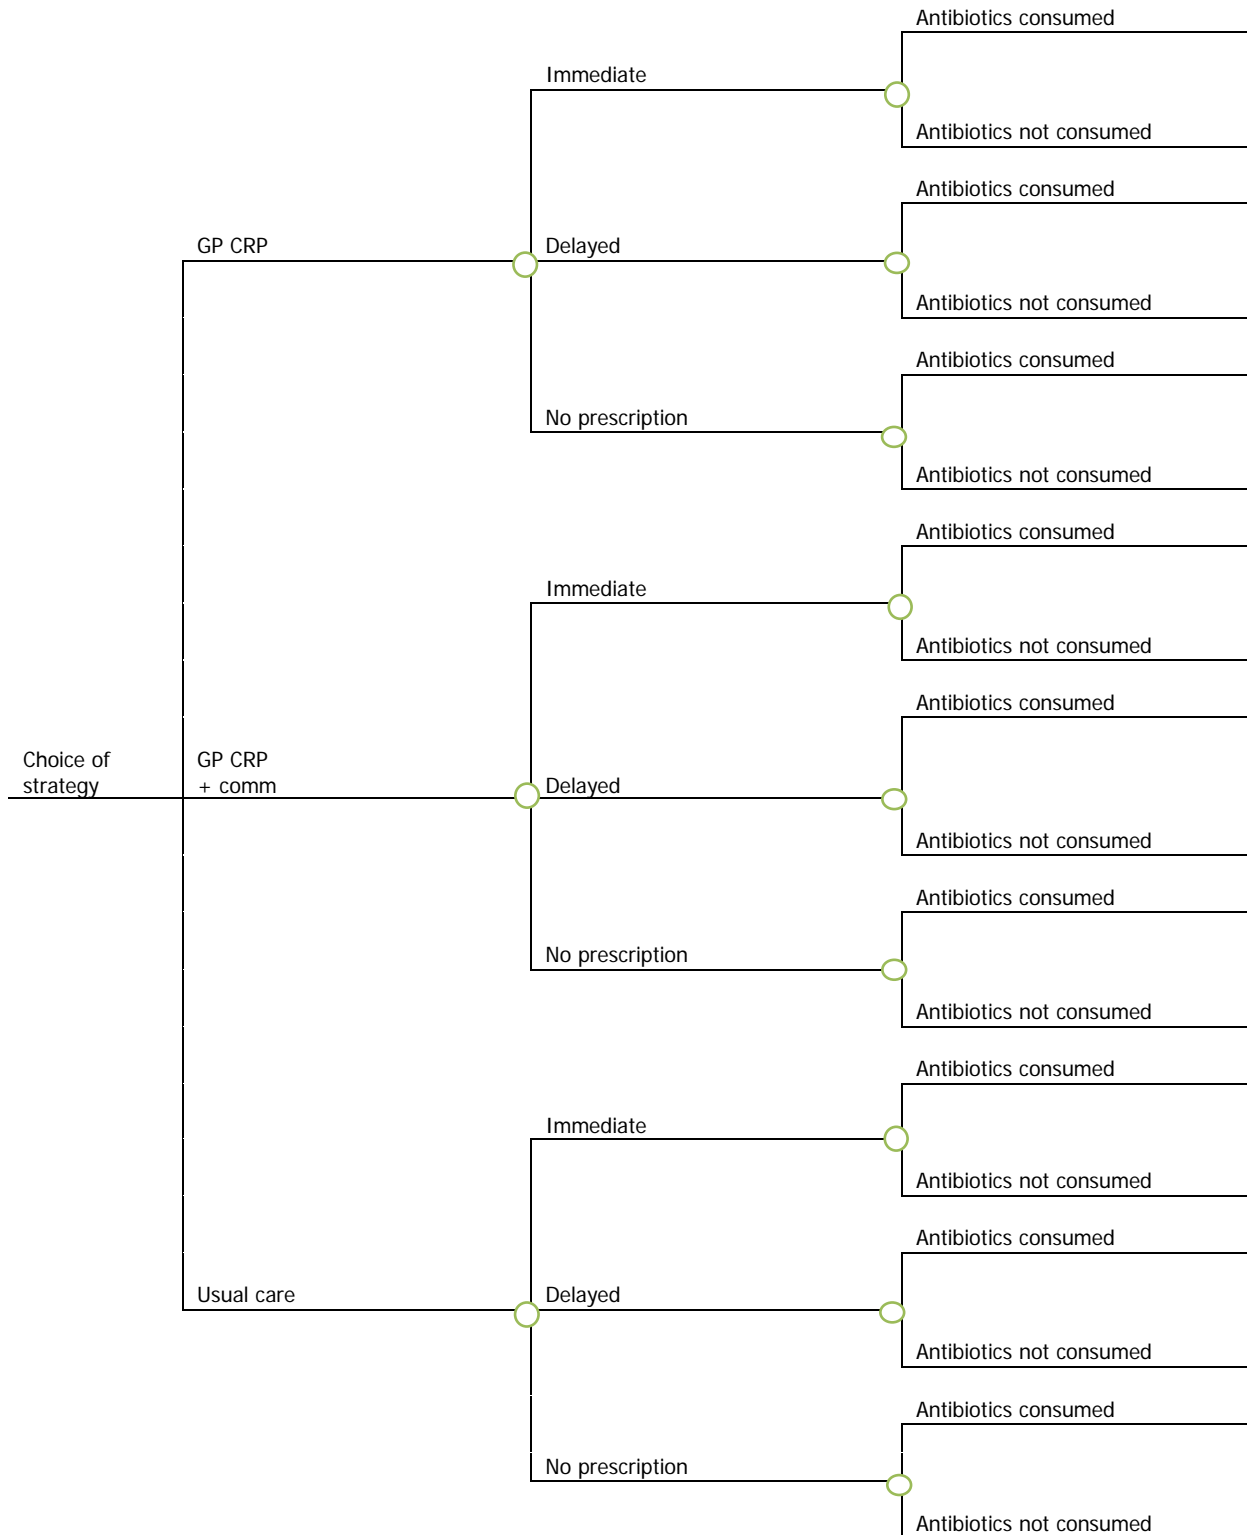 Antibiotics consumed
Immediate
Antibiotics not consumed
Antibiotics consumed
GP CRP
Delayed
Antibiotics not consumed
Antibiotics consumed
No prescription
Antibiotics not consumed
Antibiotics consumed
Immediate
Antibiotics not consumed
Antibiotics consumed
Choice of
strategy
GP CRP
+ comm
Delayed
Antibiotics not consumed
Antibiotics consumed
No prescription
Antibiotics not consumed
Antibiotics consumed
Immediate
Antibiotics not consumed
Antibiotics consumed
Usual care
Delayed
Antibiotics not consumed
Antibiotics consumed
No prescription
Antibiotics not consumed